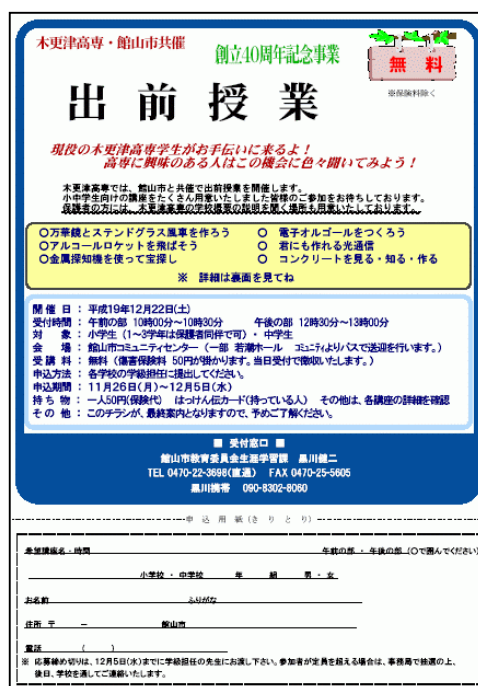 木更津高専・館山市共催
創立40周年記念事業
無料
※保険料除く
出前授業
現役の木更津高専学生がお手伝いに来るよ！
高専に興味のある人はこの機会に色々聞いてみよう！
木更津高専では、館山市と共催で出前授業を開催します。
小中学生向けの講座をたくさん用意いたしました皆様のご参加をお待ちしております。
保護者の方には、木更津高専の学校概要の説明を聞く場所も用意しております。
〇万華鏡とステンドグラス風車を作ろう　〇 電子オルゴールをつくろう
〇アルコールロケットを飛ばそう　〇 君にも作れる光通信
〇金属探知機を使って宝探し　〇 コンクリートを見る・知る・作る
※ 詳細は裏面を見てね
開催日：平成19年12月22日(土)
受付時間：午前の部 10時00分～10時30分　午後の部 12時30分～13時00分
対象：小学生（1～3学年は保護者同伴で可）・中学生
会場：館山市コミュニティセンター（一部 若潮ホール コミュニティよりバスで送迎を行います。）
受講料：無料（傷害保険料 50円が掛かります。当日受付で徴収いたします。）
申込方法：各学校の学級担任に提出してください。
申込期間：11月26日(月)～12月5日(水)
持ち物：一人50円(保険代) はっけん伝カード(持っている人) その他は、各講座の詳細を確認
その他：このチラシが、最終案内となりますので、予めご了解ください。
■ 受付窓口 ■
館山市教育委員会生涯学習課 黒川健二
TEL 0470-22-3698(直通) FAX 0470-25-5605
黒川携帯 090-8302-8060
申込用紙(きりとり)
希望講座名・時間　午前の部 ・ 午後の部 (〇で囲んでください)
小学校 ・ 中学校　年　組　男 ・ 女
お名前　ふりがな
住所 〒 －　館山市
電話 （　）
※ 応募締め切りは、12月5日(水)までに学級担任の先生にお渡し下さい。参加者が定員を超える場合は、事務局で抽選の上、
後日、学校を通してご連絡いたします。